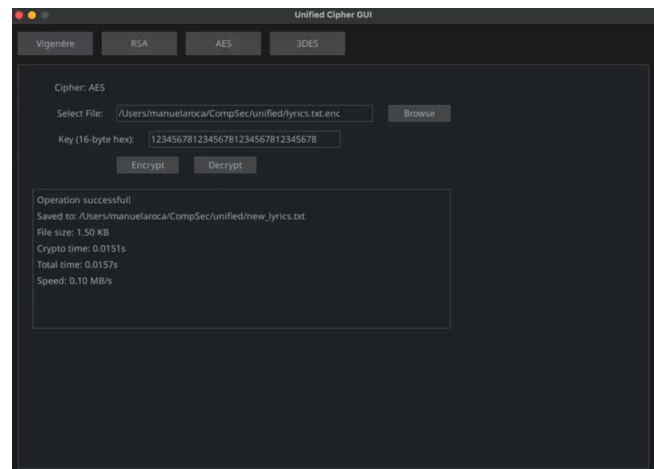 Unified Cipher GUI
Vigenère RSA AES 3DES
Cipher: AES
Select File: /Users/manuelaroca/CompSec/unified/lyrics.txt.enc Browse
Key (16-byte hex): 12345678123456781234567812345678
Encrypt Decrypt
Operation successful!
Saved to: /Users/manuelaroca/CompSec/unified/new_lyrics.txt
File size: 1.50 KB
Crypto time: 0.0151s
Total time: 0.0157s
Speed: 0.10 MB/s